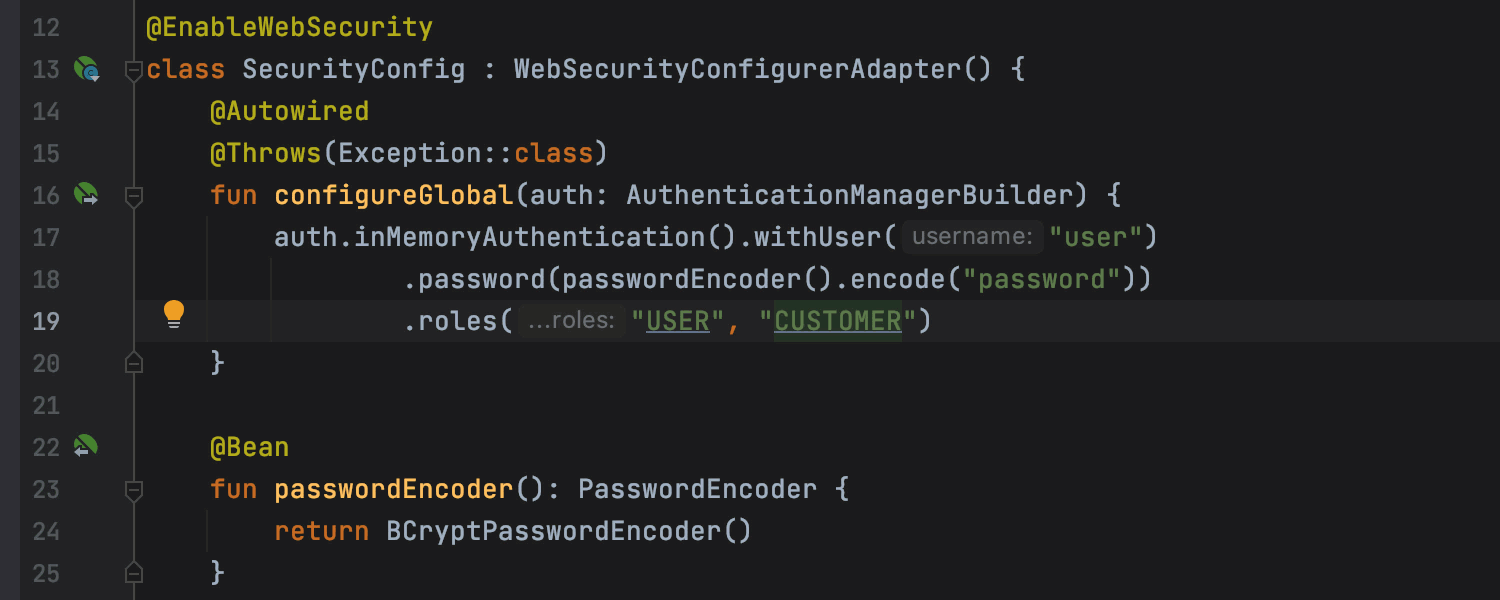 12 @EnableWebSecurity
13 class SecurityConfig : WebSecurityConfigurerAdapter() {
14 @Autowired
15 @Throws(Exception::class)
16 fun configureGlobal(auth: AuthenticationManagerBuilder) {
17 auth.inMemoryAuthentication().withUser( username: "user")
18 .password(passwordEncoder().encode("password"))
19 .roles( ...roles: "USER", "CUSTOMER")
20 }
21
22 @Bean
23 fun passwordEncoder(): PasswordEncoder {
24 return BCryptPasswordEncoder()
25 }